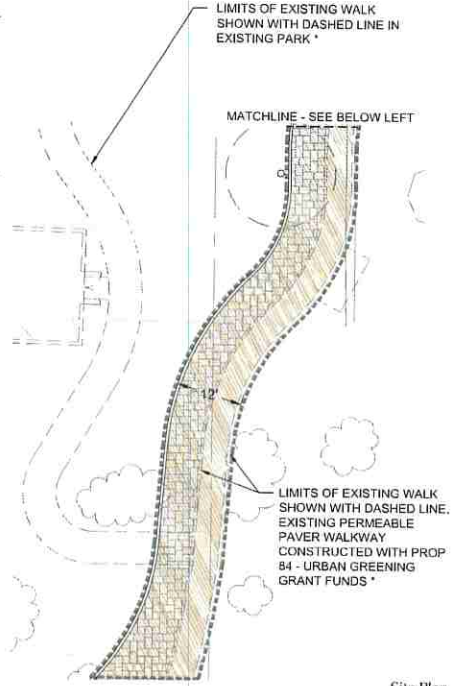 LIMITS OF EXISTING WALK
SHOWN WITH DASHED LINE IN
EXISTING PARK *
MATCHLINE - SEE BELOW LEFT
12'
LIMITS OF EXISTING WALK
SHOWN WITH DASHED LINE.
EXISTING PERMEABLE
PAVER WALKWAY
CONSTRUCTED WITH PROP
84 - URBAN GREENING
GRANT FUNDS *
Site Plan